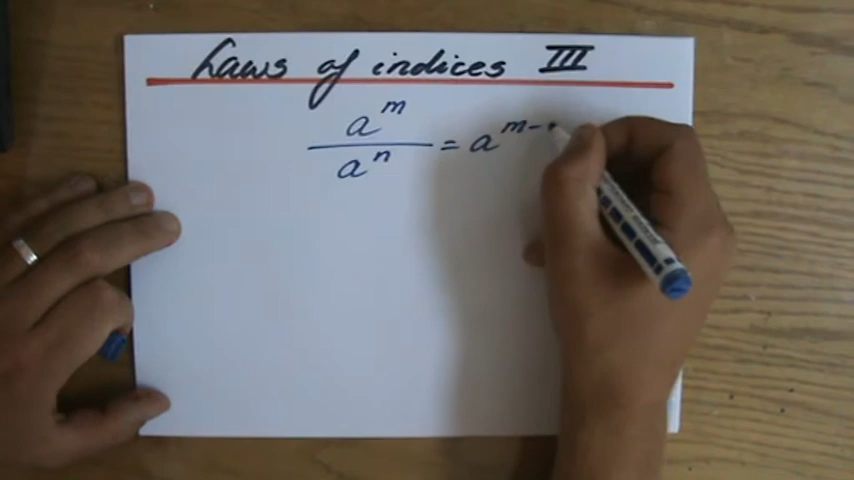 Laws of indices III
a^m / a^n = a^m-